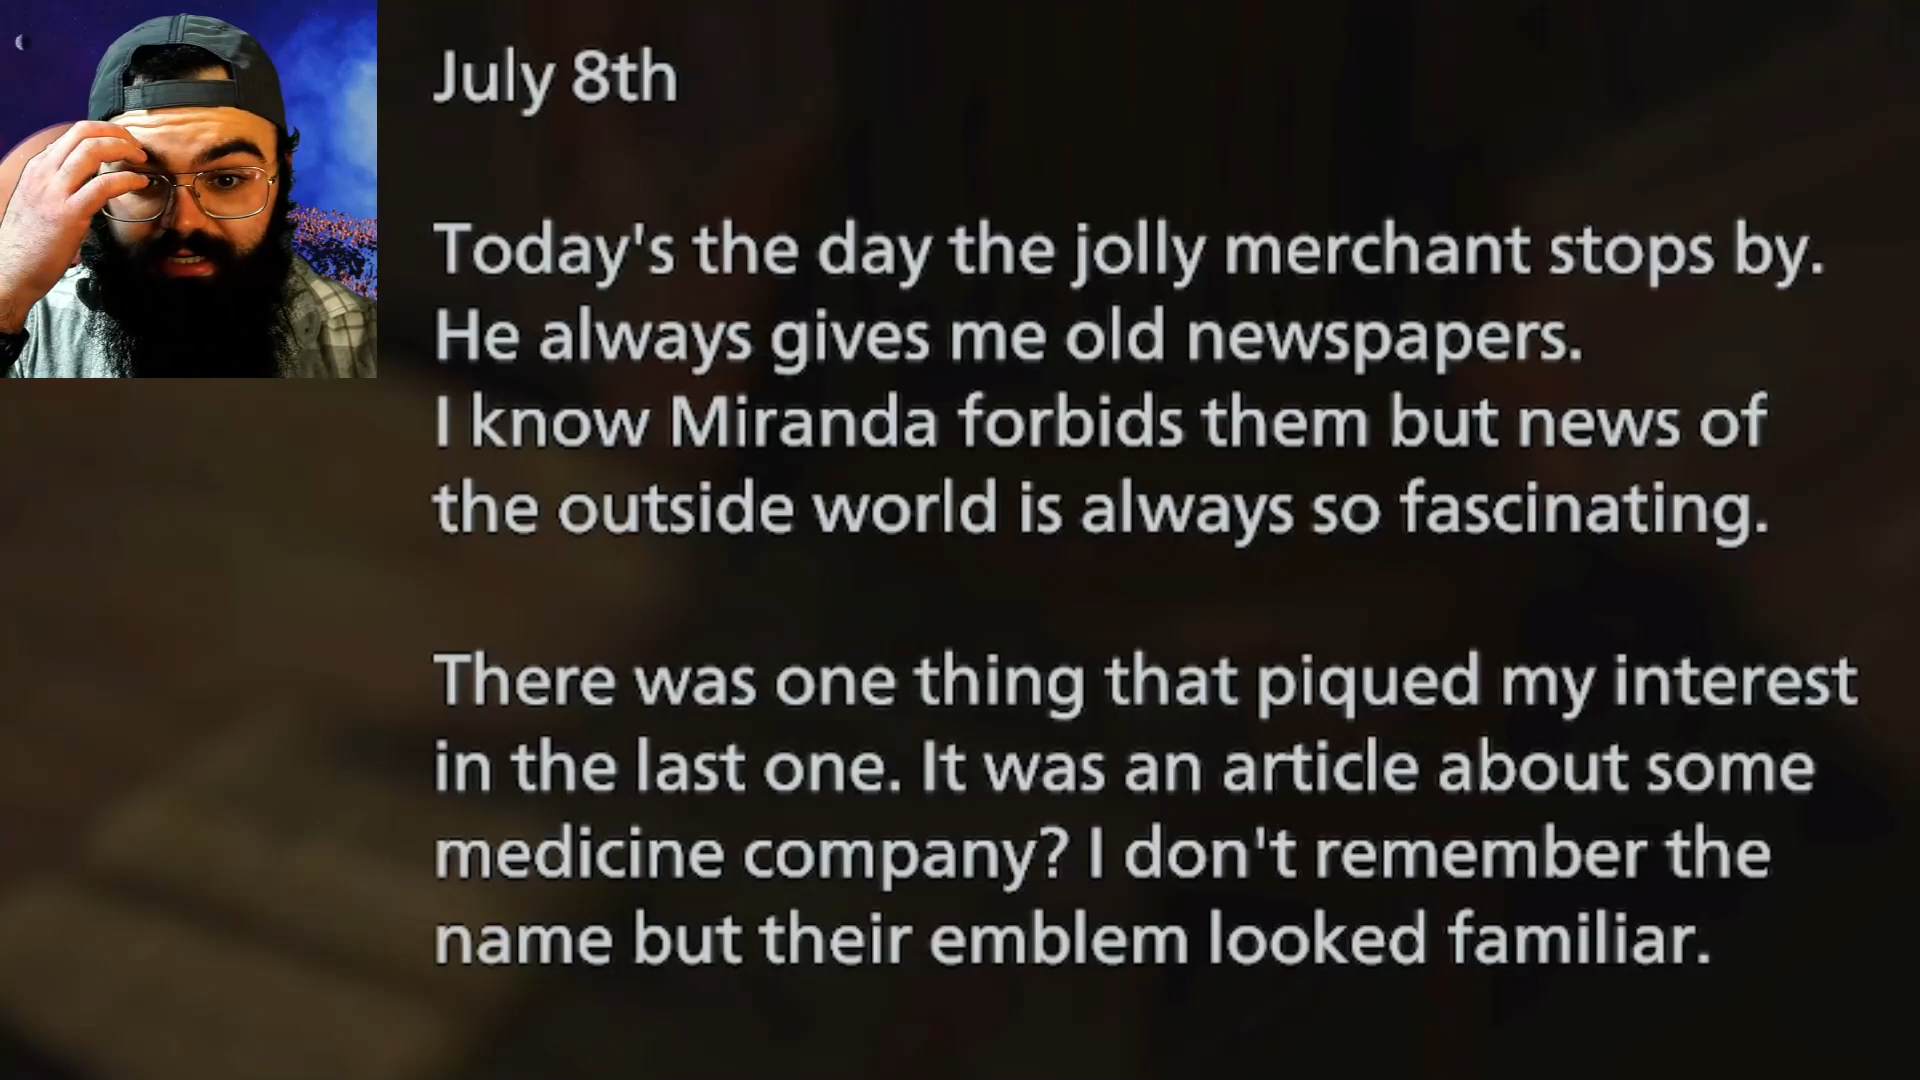 July 8th
Today's the day the jolly merchant stops by.
He always gives me old newspapers.
I know Miranda forbids them but news of
the outside world is always so fascinating.
There was one thing that piqued my interest
in the last one. It was an article about some
medicine company? I don't remember the
name but their emblem looked familiar.